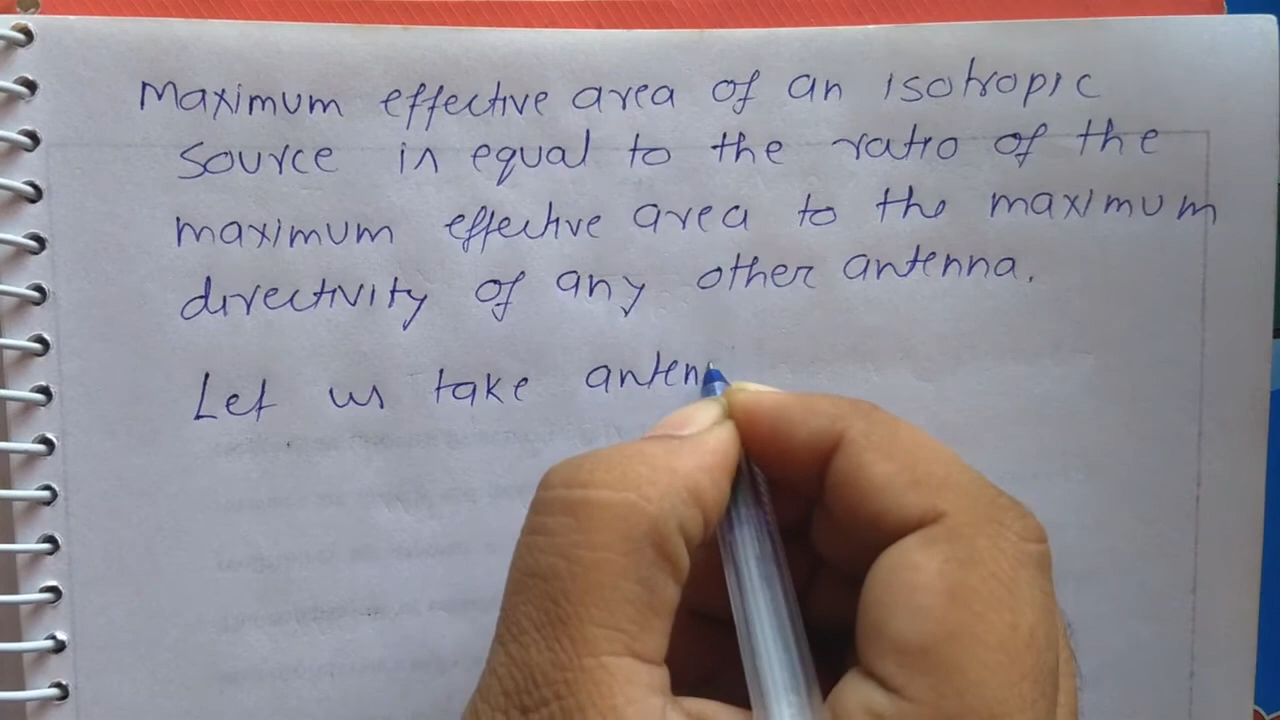 Maximum effective area of an isotropic
source in equal to the ratio of the
maximum effective area to the maximum
directivity of any other antenna.
Let us take anten